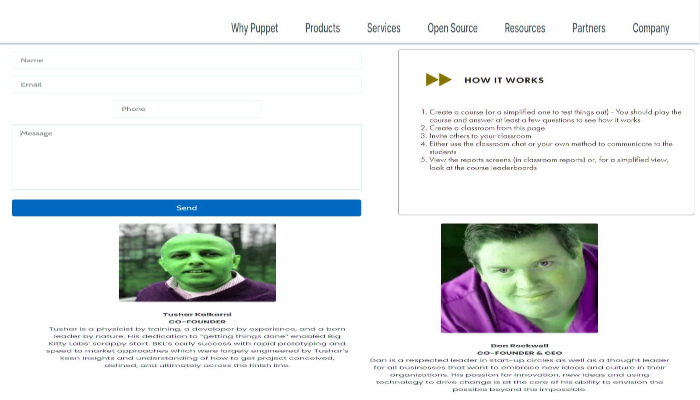 Why Puppet Products Services Open Source Resources Partners Company
Name
Email
Phone
Message
Send
HOW IT WORKS
1. Create a course (or a simplified one to test things out) - You should play the
course and answer at least a few questions to see how it works
2. Create a classroom from this page
3. Invite others to your classroom
4. Either use the classroom chat or your own method to communicate to the
students
5. View the reports screens (in classroom reports) or, for a simplified view,
look at the course leaderboards
Tushar Kalkarni
CO-FOUNDER
Tushar is a physicist by training, a developer by experience, and a born
leader by nature. His dedication to "getting things done" enabled Big
Kitty Labs' scrappy start. BKL's early success with rapid prototyping and
speed to market approaches which were largely engineered by Tushar's
keen insights and understanding of how to get project conceived,
defined, and ultimately across the finish line.
Dan Rockwell
CO-FOUNDER & CEO
Dan is a respected leader in start-up circles as well as a thought leader
for all businesses that want to embrace new ideas and culture in their
organizations. His passion for innovation, new ideas and using
technology to drive change is at the core of his ability to envision the
possible beyond the impossible.